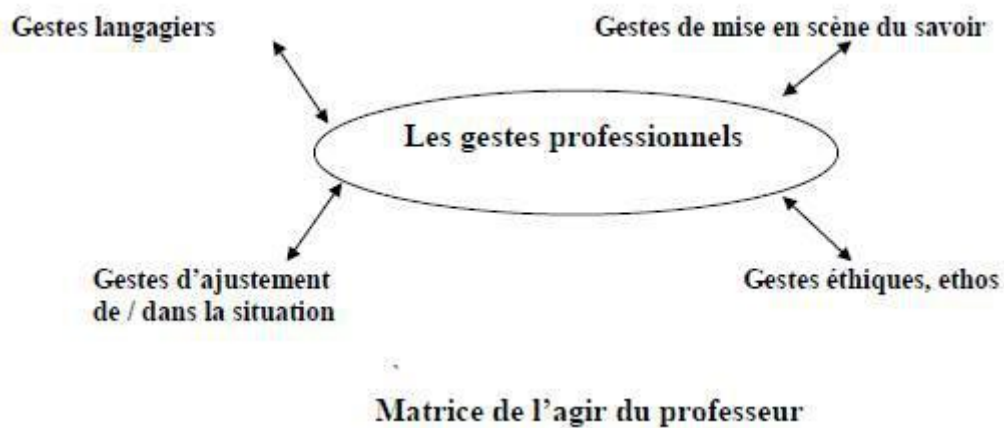 Gestes langagiers
Gestes de mise en scène du savoir
Les gestes professionnels
Gestes d'ajustement
de / dans la situation
Gestes éthiques, ethos
Matrice de l'agir du professeur